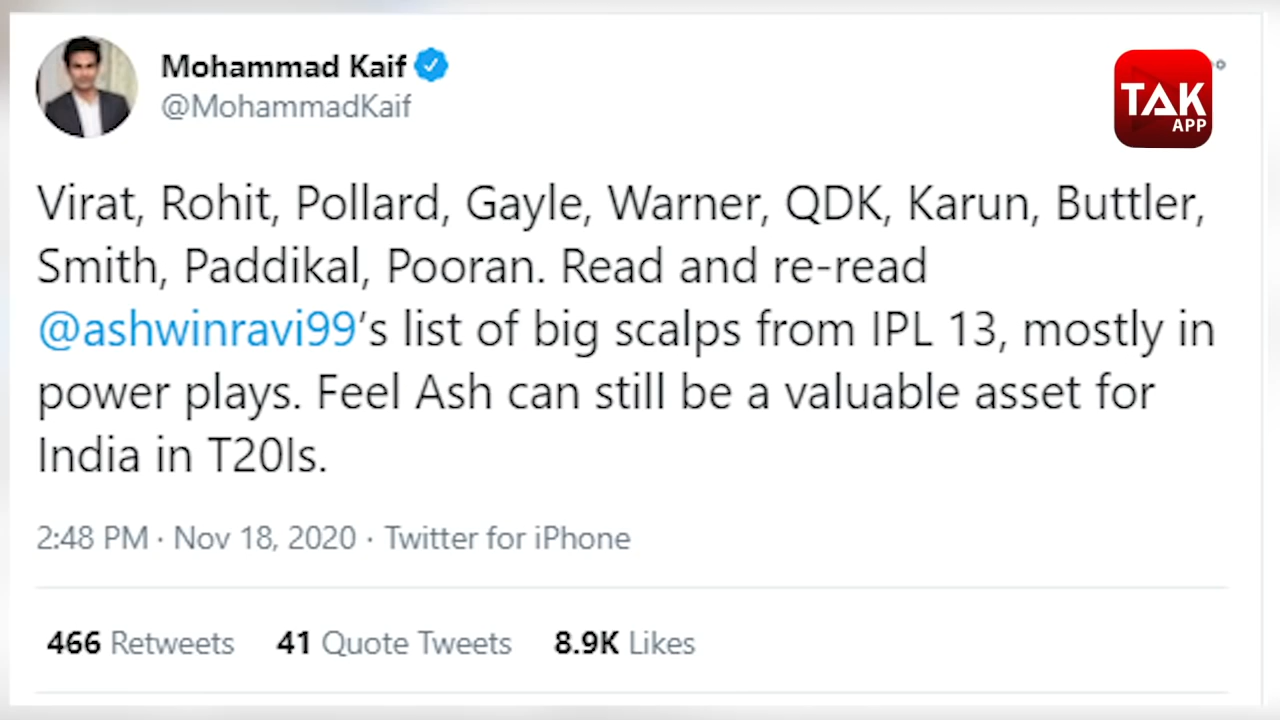 Mohammad Kaif
@MohammadKaif
TAK
APP
Virat, Rohit, Pollard, Gayle, Warner, QDK, Karun, Buttler,
Smith, Paddikal, Pooran. Read and re-read
@ashwinravi99’s list of big scalps from IPL 13, mostly in
power plays. Feel Ash can still be a valuable asset for
India in T20Is.
2:48 PM · Nov 18, 2020 · Twitter for iPhone
466 Retweets 41 Quote Tweets 8.9K Likes